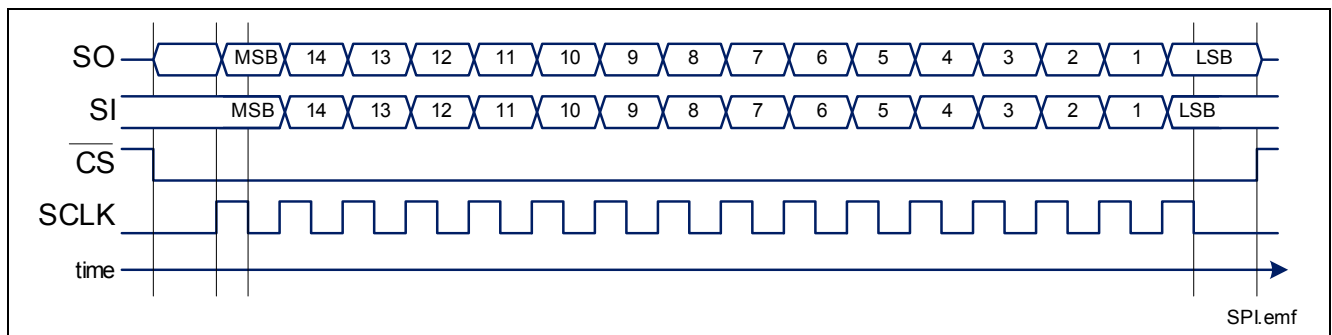 SO MSB 14 13 12 11 10 9 8 7 6 5 4 3 2 1 LSB
SI MSB 14 13 12 11 10 9 8 7 6 5 4 3 2 1 LSB
CS
SCLK
time
SPI.emf